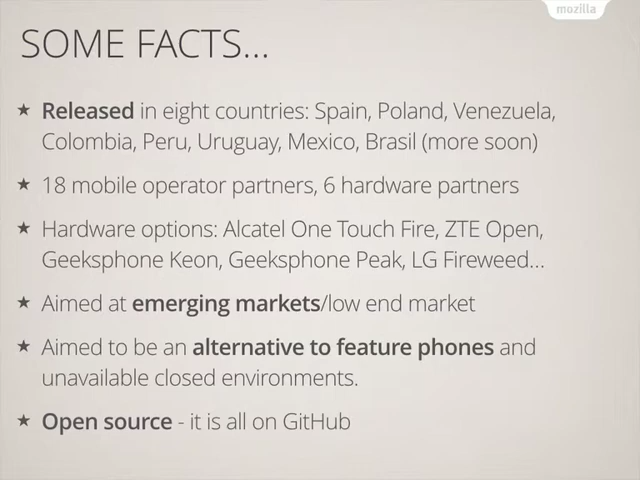 mozilla
SOME FACTS...
★ Released in eight countries: Spain, Poland, Venezuela,
Colombia, Peru, Uruguay, Mexico, Brasil (more soon)
★ 18 mobile operator partners, 6 hardware partners
★ Hardware options: Alcatel One Touch Fire, ZTE Open,
Geeksphone Keon, Geeksphone Peak, LG Fireweed...
★ Aimed at emerging markets/low end market
★ Aimed to be an alternative to feature phones and
unavailable closed environments.
★ Open source - it is all on GitHub